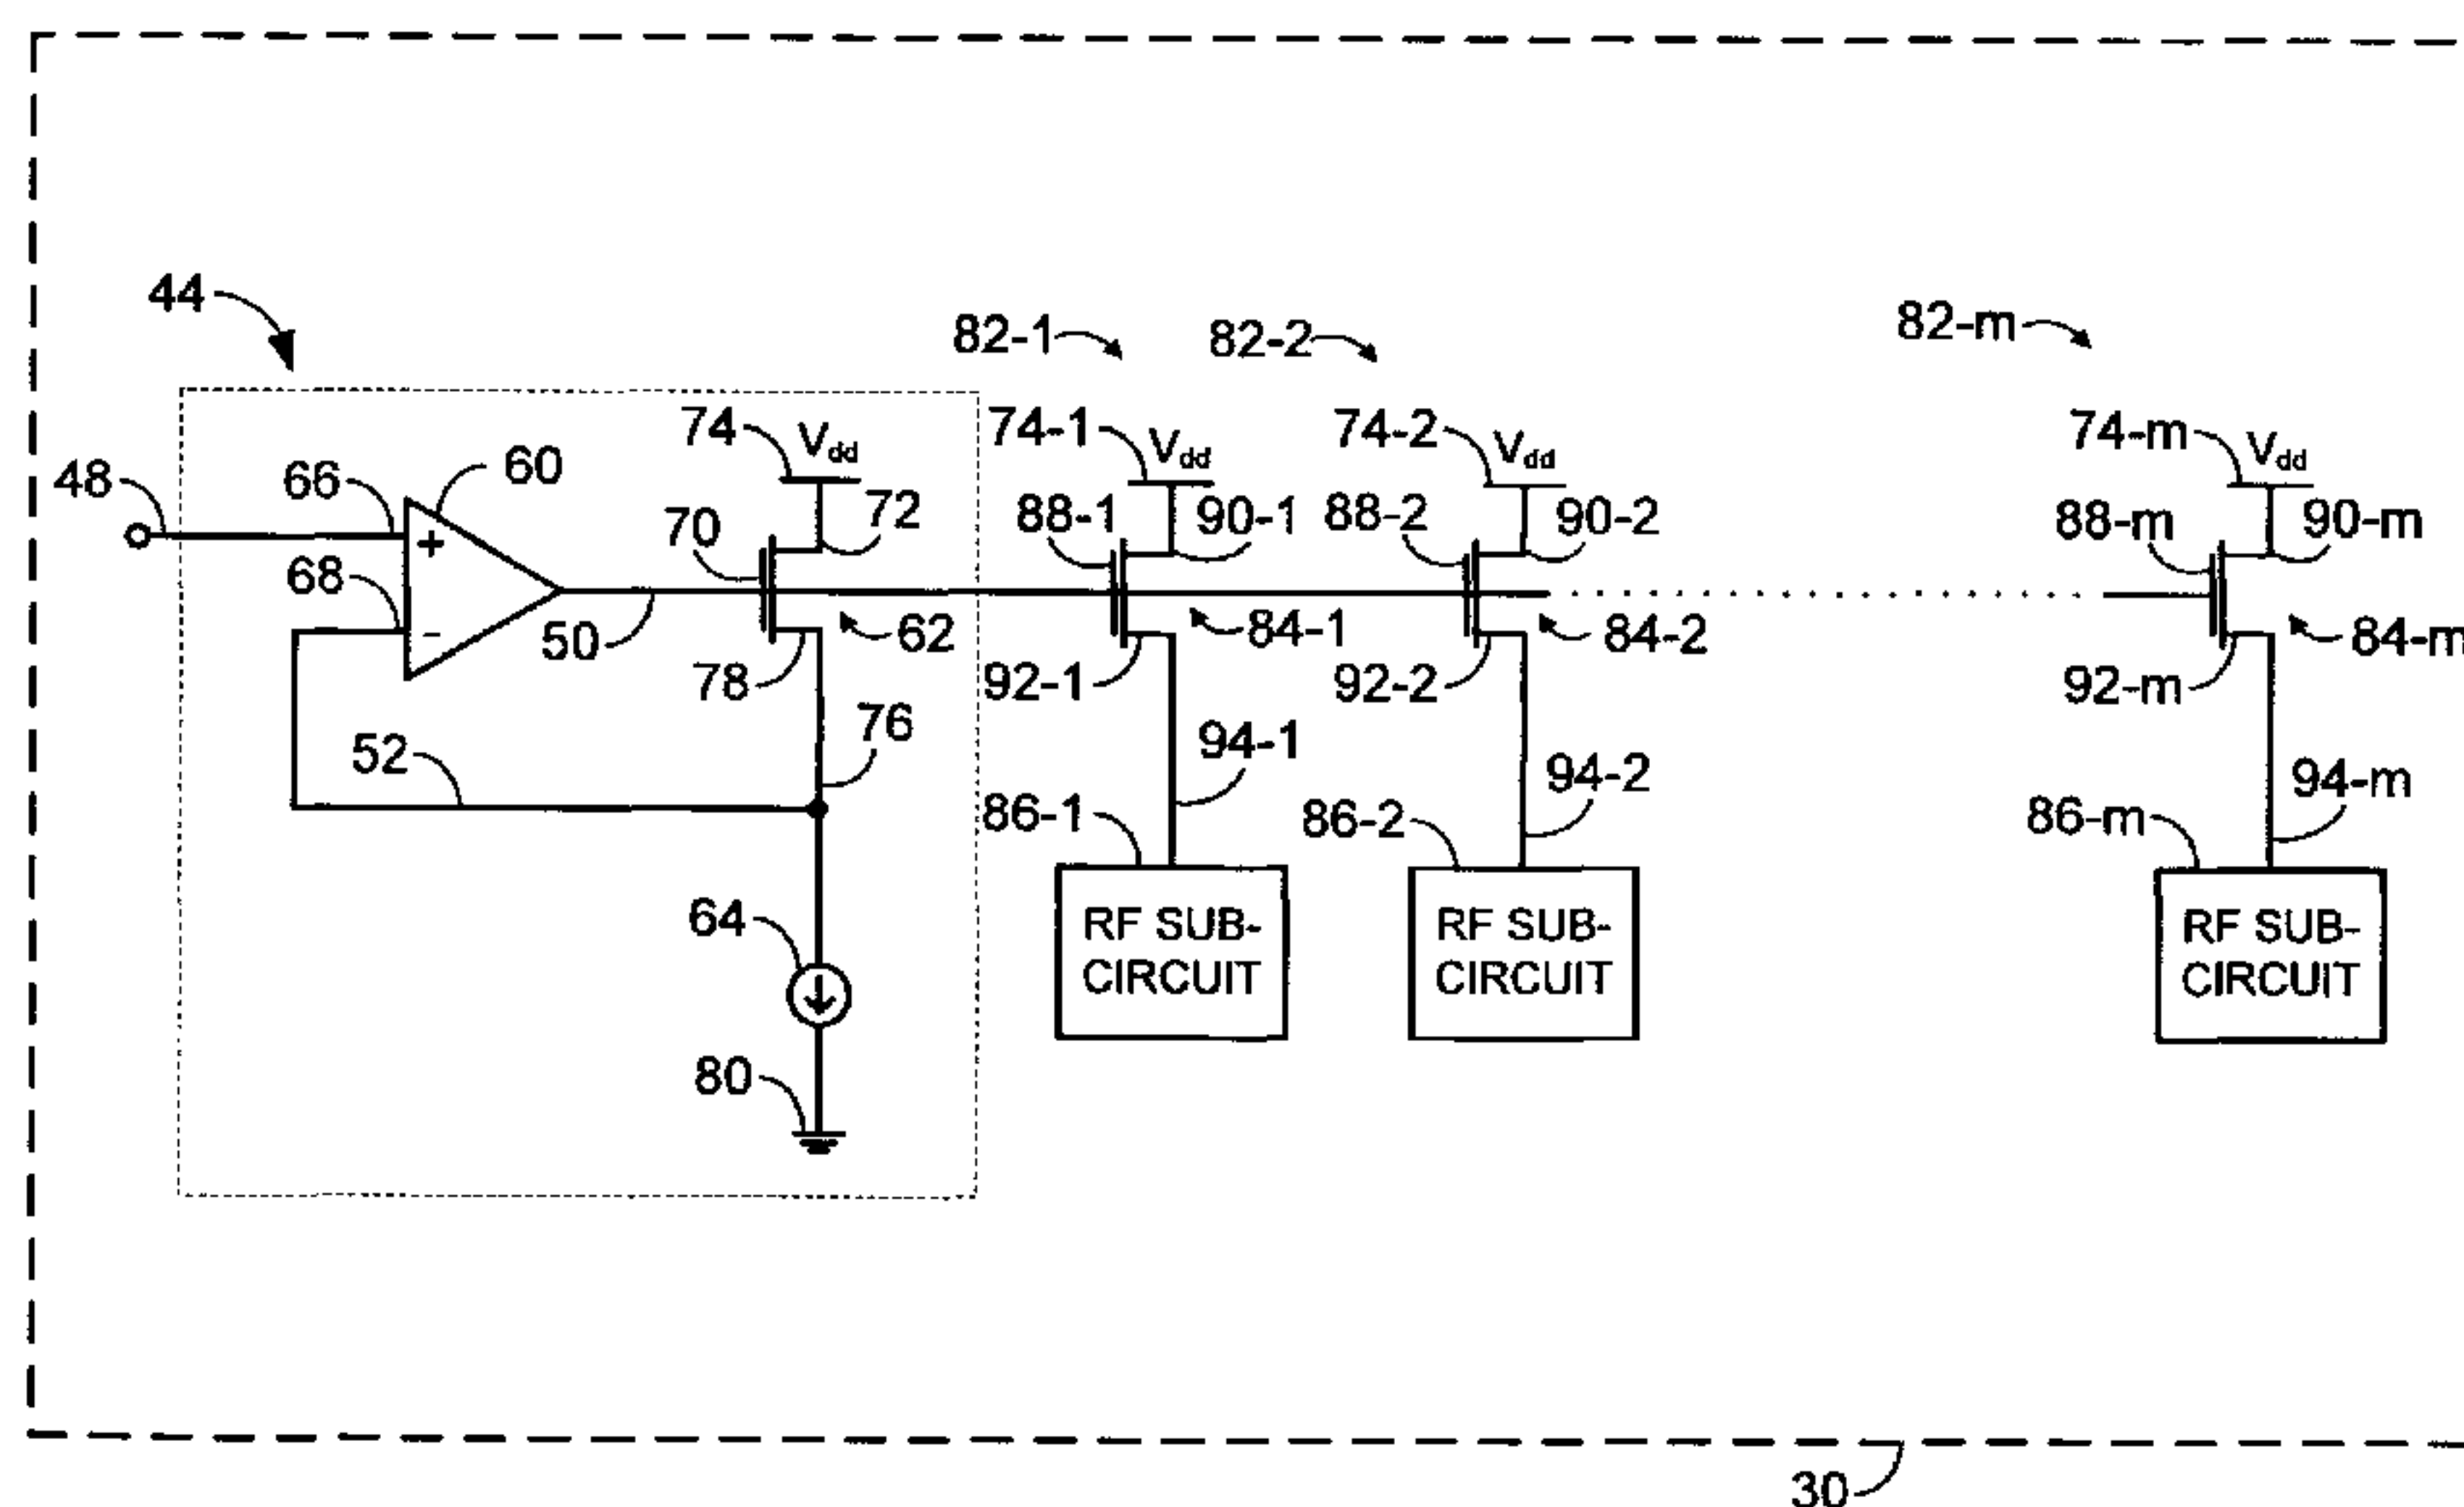 44
82-1
82-2
82-m
74
Vdd
74-1
Vdd
74-2
Vdd
74-m
Vdd
48
66
60
70
72
88-1
90-1
88-2
90-2
88-m
90-m
+
68
-
50
62
84-1
84-2
84-m
78
92-1
92-2
92-m
52
76
94-1
94-2
94-m
86-1
86-2
86-m
64
RF SUB-
CIRCUIT
RF SUB-
CIRCUIT
RF SUB-
CIRCUIT
80
30